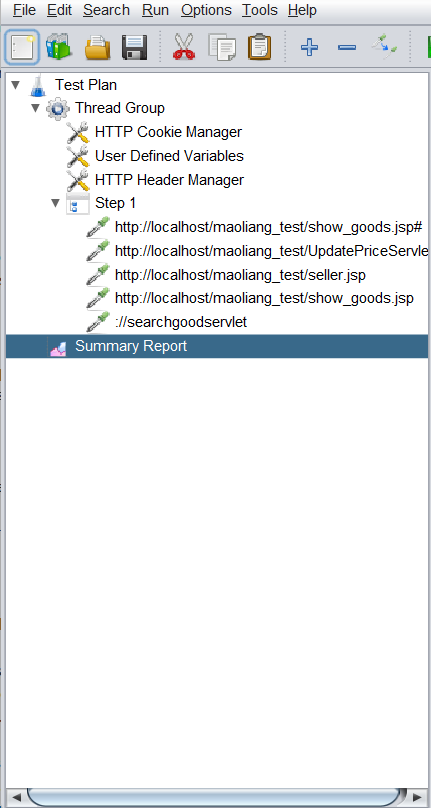 File Edit Search Run Options Tools Help
Test Plan
Thread Group
HTTP Cookie Manager
User Defined Variables
HTTP Header Manager
Step 1
http://localhost/maoliang_test/show_goods.jsp#
http://localhost/maoliang_test/UpdatePriceServle
http://localhost/maoliang_test/seller.jsp
http://localhost/maoliang_test/show_goods.jsp
://searchgoodservlet
Summary Report